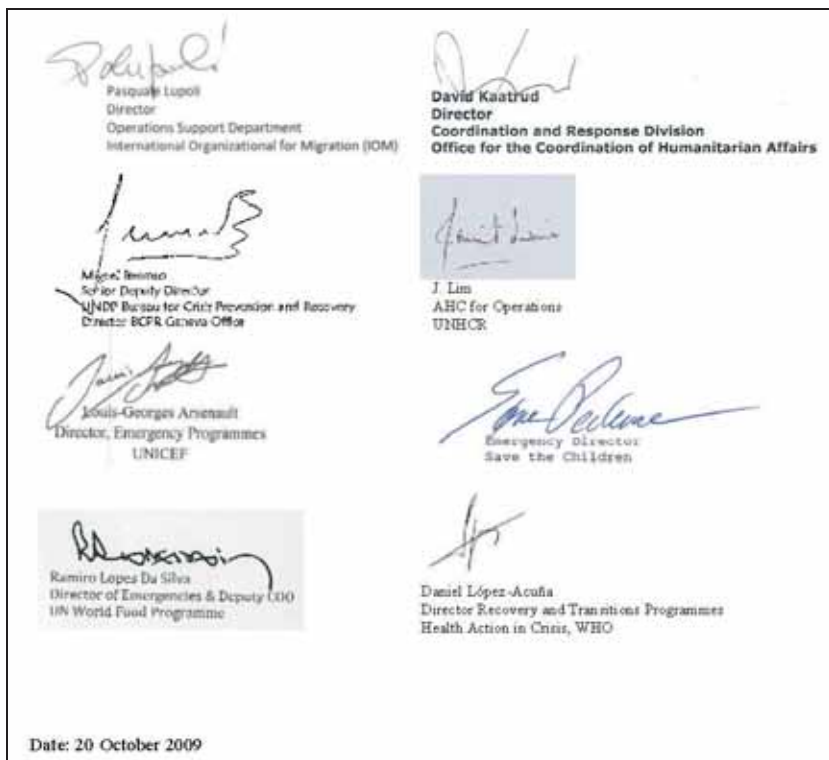 Pasquale Lupoli
Director
Operations Support Department
International Organizational for Migration (IOM)
David Kaatrud
Director
Coordination and Response Division
Office for the Coordination of Humanitarian Affairs
Senior Deputy Director
UNDP Bureau for Crisis Prevention and Recovery
Director BCPR Geneva Office
J. Lim
AHC for Operations
UNHCR
Louis-Georges Arsenault
Director, Emergency Programmes
UNICEF
Emergency Director
Save the Children
Ramiro Lopes Da Silva
Director of Emergencies & Deputy COO
UN World Food Programme
Daniel López-Acuña
Director Recovery and Transitions Programmes
Health Action in Crisis, WHO
Date: 20 October 2009